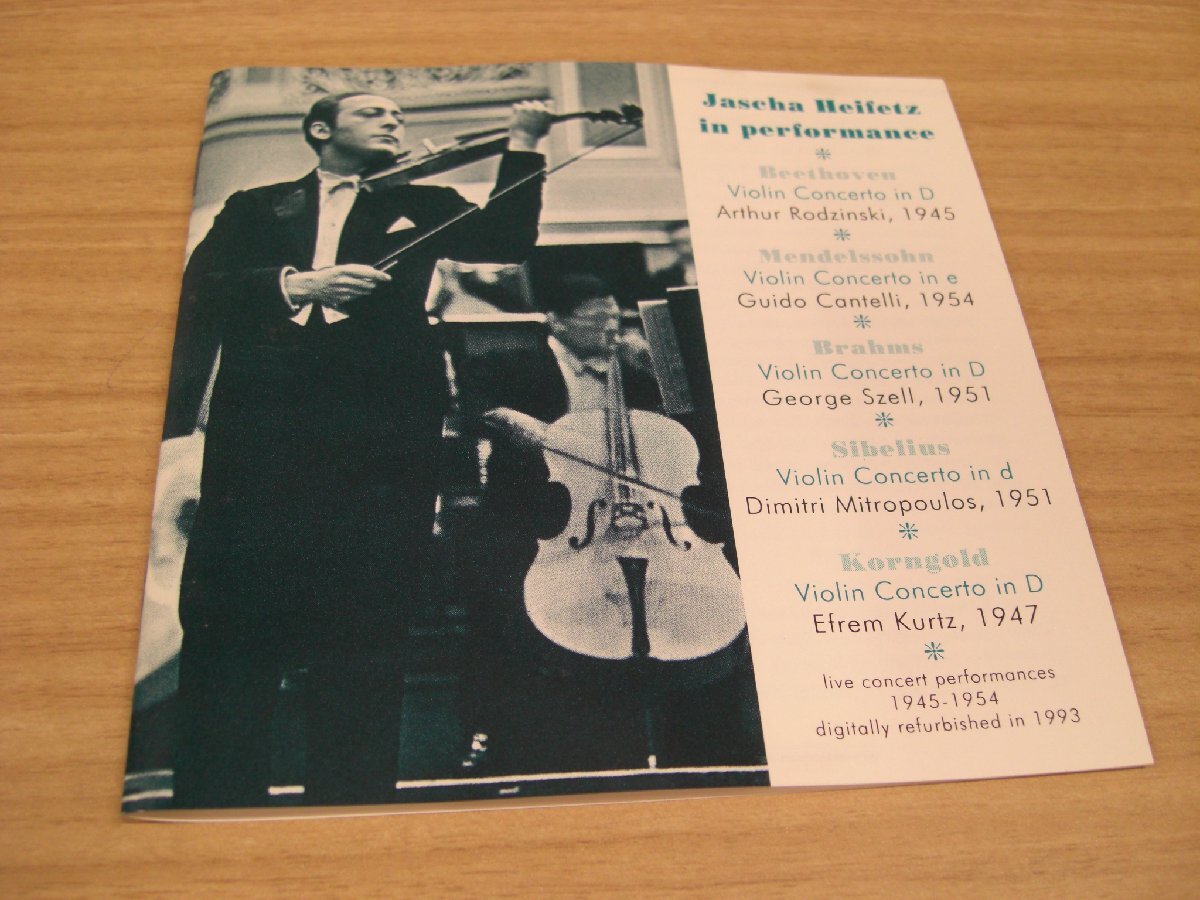 Jascha Heifetz
in performance
Beethoven
Violin Concerto in D
Arthur Rodzinski, 1945
Mendelssohn
Violin Concerto in e
Guido Cantelli, 1954
Brahms
Violin Concerto in D
George Szell, 1951
Sibelius
Violin Concerto in d
Dimitri Mitropoulos, 1951
Korngold
Violin Concerto in D
Efrem Kurtz, 1947
live concert performances
1945-1954
digitally refurbished in 1993